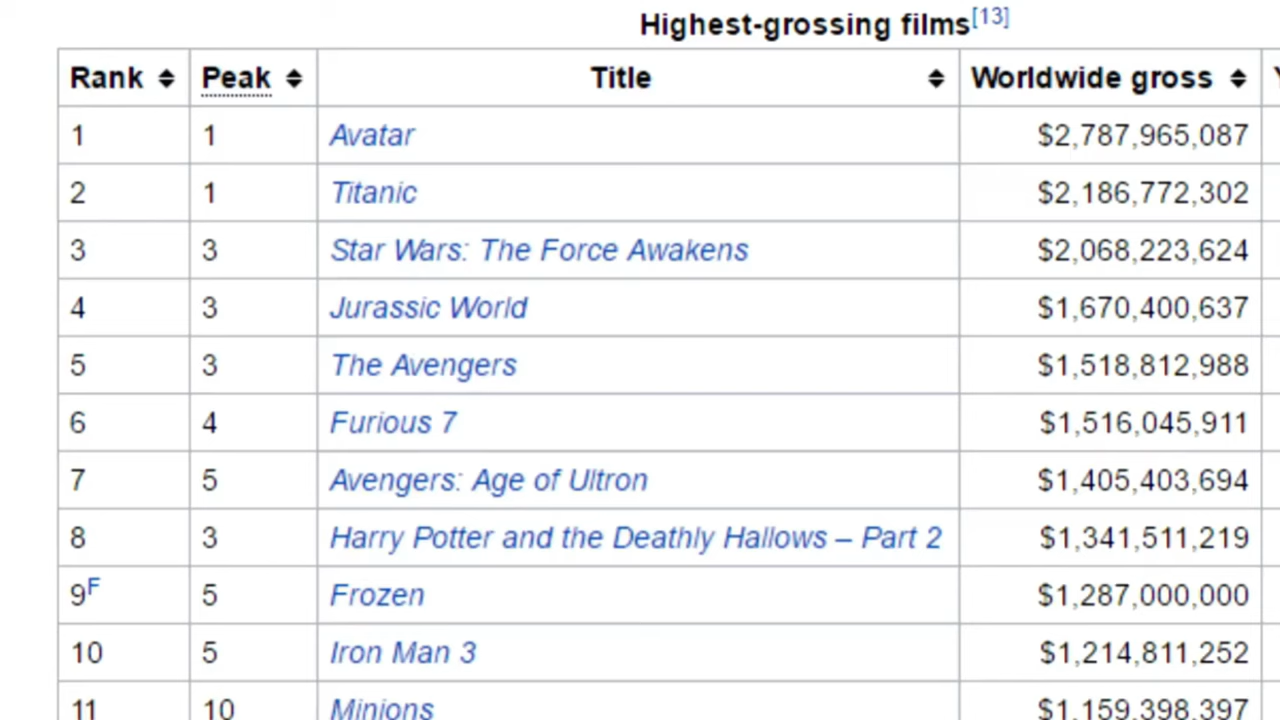 Highest-grossing films[13]
Rank Peak Title Worldwide gross
1 1 Avatar $2,787,965,087
2 1 Titanic $2,186,772,302
3 3 Star Wars: The Force Awakens $2,068,223,624
4 3 Jurassic World $1,670,400,637
5 3 The Avengers $1,518,812,988
6 4 Furious 7 $1,516,045,911
7 5 Avengers: Age of Ultron $1,405,403,694
8 3 Harry Potter and the Deathly Hallows – Part 2 $1,341,511,219
9F 5 Frozen $1,287,000,000
10 5 Iron Man 3 $1,214,811,252
11 10 Minions $1,159,398,397